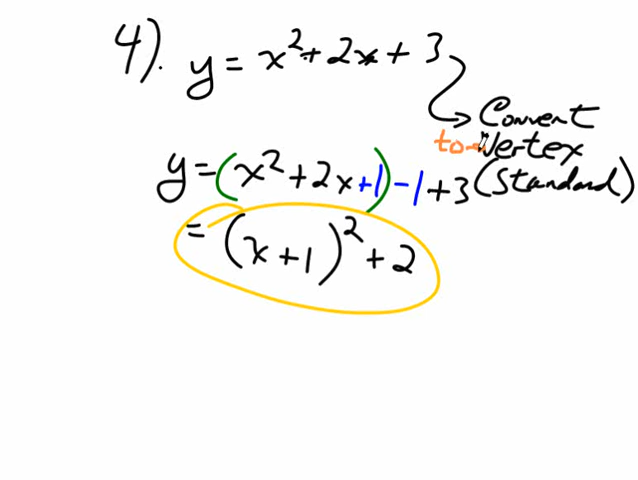 4). y = x² + 2x + 3
Convert
to Vertex
y = (x² + 2x + 1) - 1 + 3 (Standard)
= (x + 1)² + 2